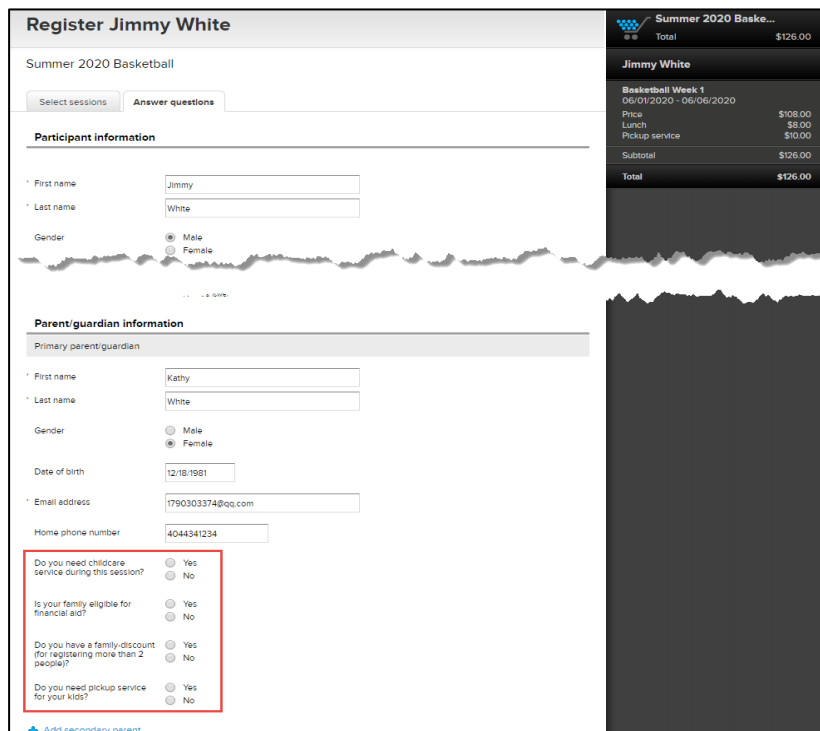 Register Jimmy White
Summer 2020 Basketball
Select sessions
Answer questions
Participant information
* First name
Jimmy
* Last name
White
Gender
Male
Female
Parent/guardian information
Primary parent/guardian
* First name
Kathy
* Last name
White
Gender
Male
Female
Date of birth
12/18/1981
* Email address
1790303374@qq.com
Home phone number
4044341234
Do you need childcare
service during this session?
Yes
No
Is your family eligible for
financial aid?
Yes
No
Do you have a family-discount
(for registering more than 2
people)?
Yes
No
Do you need pickup service
for your kids?
Yes
No
Add secondary parent
Summer 2020 Baske...
Total $126.00
Jimmy White
Basketball Week 1
06/01/2020 - 06/06/2020
Price $108.00
Lunch $8.00
Pickup service $10.00
Subtotal $126.00
Total $126.00